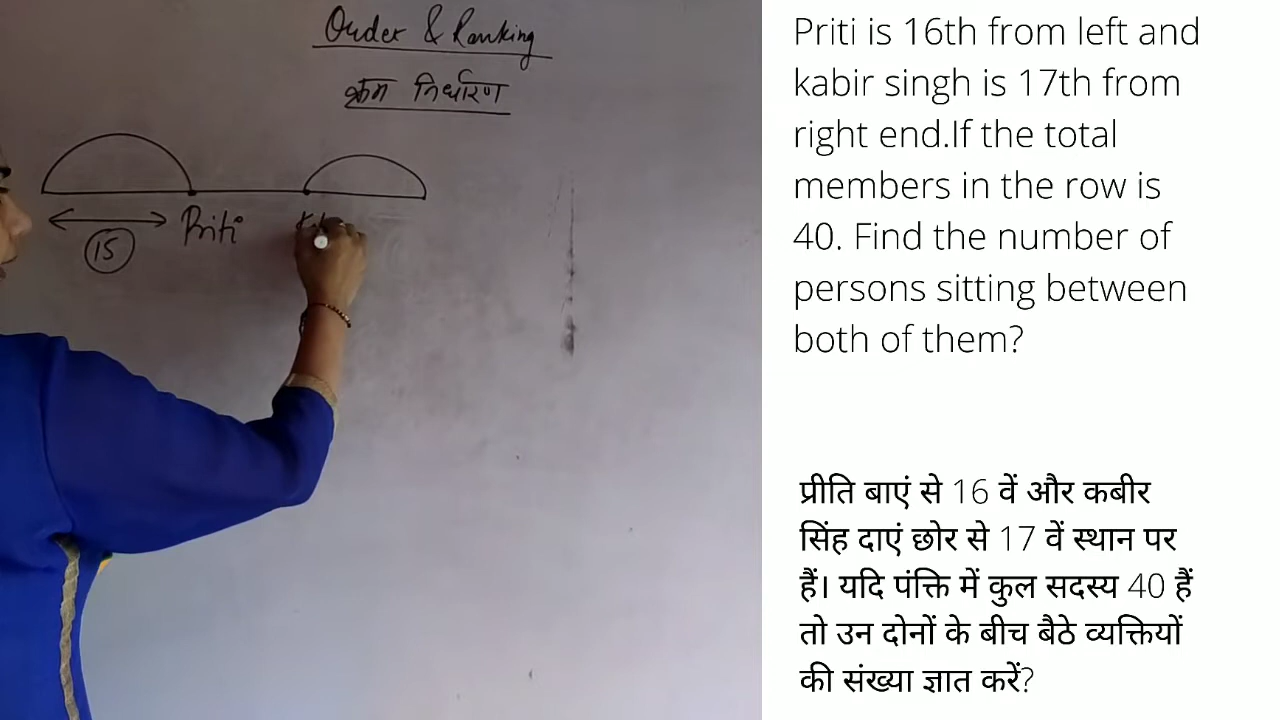 Order & Ranking
क्रम निर्धारण
15
Priti
Priti is 16th from left and
kabir singh is 17th from
right end.If the total
members in the row is
40. Find the number of
persons sitting between
both of them?
प्रीति बाएं से 16 वें और कबीर
सिंह दाएं छोर से 17 वें स्थान पर
हैं। यदि पंक्ति में कुल सदस्य 40 हैं
तो उन दोनों के बीच बैठे व्यक्तियों
की संख्या ज्ञात करें?